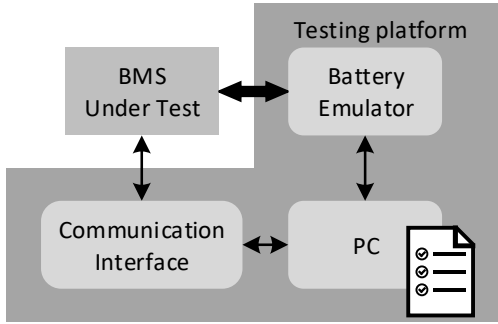 Testing platform
BMS
Under Test
Battery
Emulator
Communication
Interface
PC